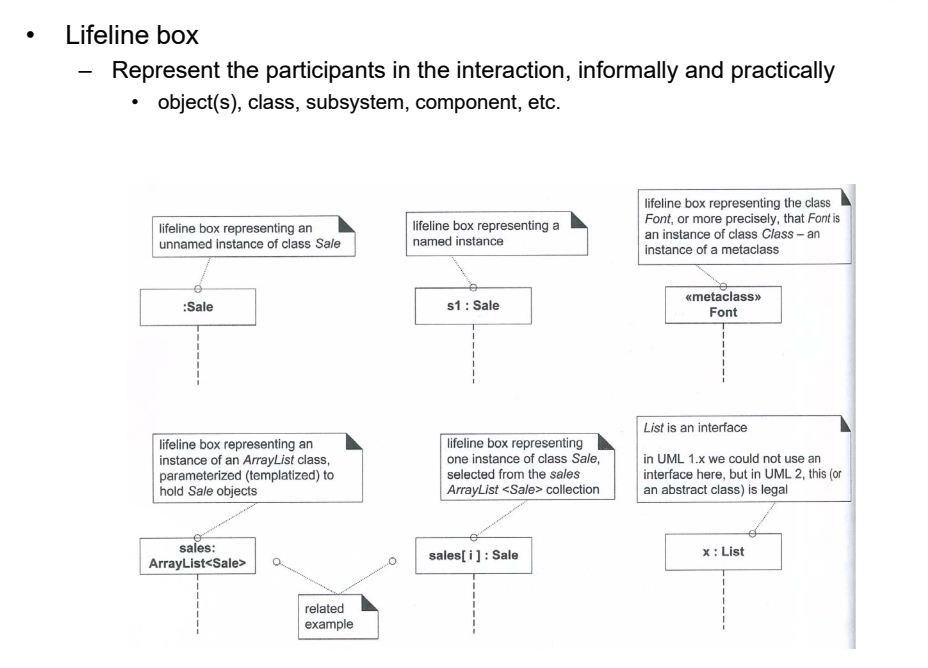 • Lifeline box
– Represent the participants in the interaction, informally and practically
• object(s), class, subsystem, component, etc.
lifeline box representing an
unnamed instance of class Sale
lifeline box representing a
named instance
lifeline box representing the class
Font, or more precisely, that Font is
an instance of class Class – an
instance of a metaclass
:Sale
s1 : Sale
«metaclass»
Font
lifeline box representing an
instance of an ArrayList class,
parameterized (templatized) to
hold Sale objects
lifeline box representing
one instance of class Sale,
selected from the sales
ArrayList <Sale> collection
List is an interface
in UML 1.x we could not use an
interface here, but in UML 2, this (or
an abstract class) is legal
sales:
ArrayList<Sale>
sales[ i ] : Sale
x : List
related
example